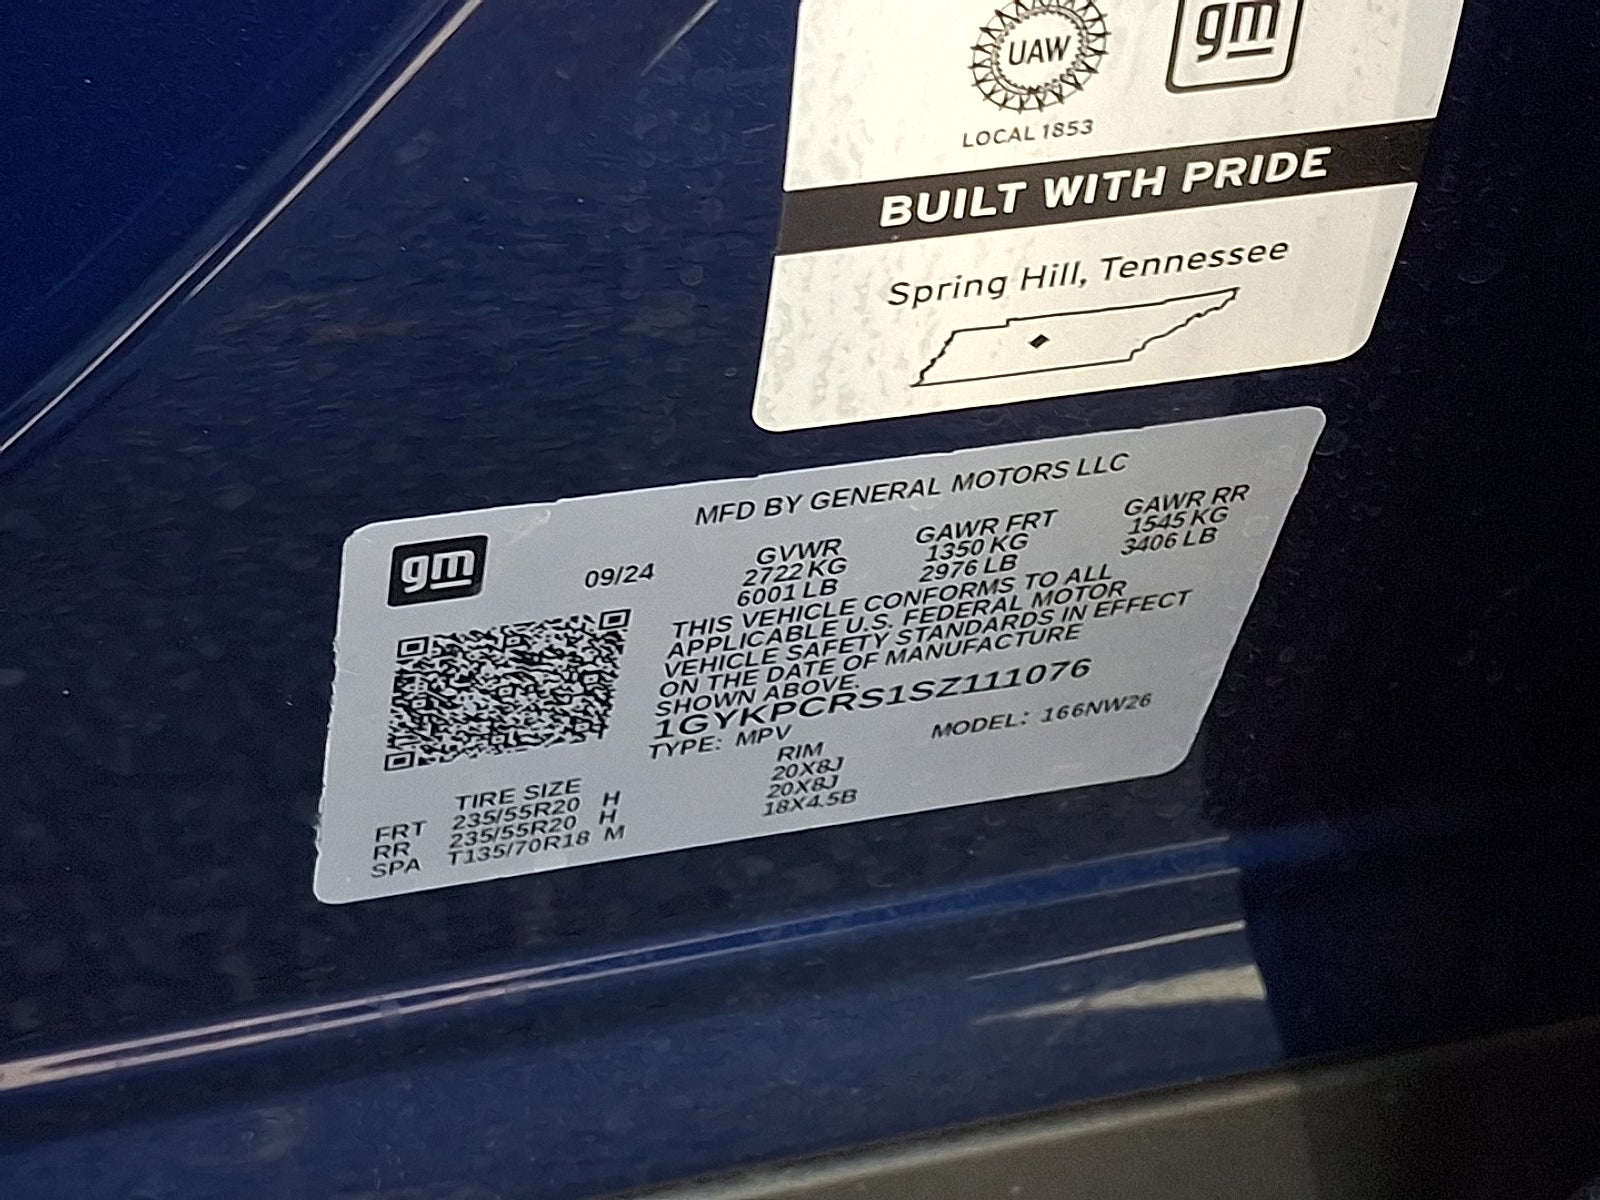 UAW
gm
LOCAL 1853
BUILT WITH PRIDE
Spring Hill, Tennessee
MFD BY GENERAL MOTORS LLC
gm
09/24
GVWR
2722 KG
6001 LB
GAWR FRT
1350 KG
2976 LB
GAWR RR
1545 KG
3406 LB
THIS VEHICLE CONFORMS TO ALL
APPLICABLE U.S. FEDERAL MOTOR
VEHICLE SAFETY STANDARDS IN EFFECT
ON THE DATE OF MANUFACTURE
SHOWN ABOVE.
1GYKPCRS1SZ111076
TYPE: MPV
MODEL: 166NW26
TIRE SIZE
RIM
FRT 235/55R20 H 20X8J
RR 235/55R20 H 20X8J
SPA T135/70R18 M 18X4.5B